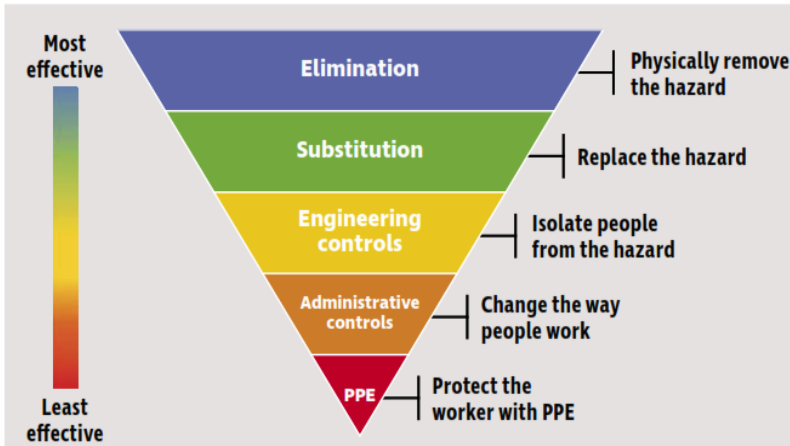 Most
effective
Elimination
Physically remove
the hazard
Substitution
Replace the hazard
Engineering
controls
Isolate people
from the hazard
Administrative
controls
Change the way
people work
PPE
Protect the
worker with PPE
Least
effective